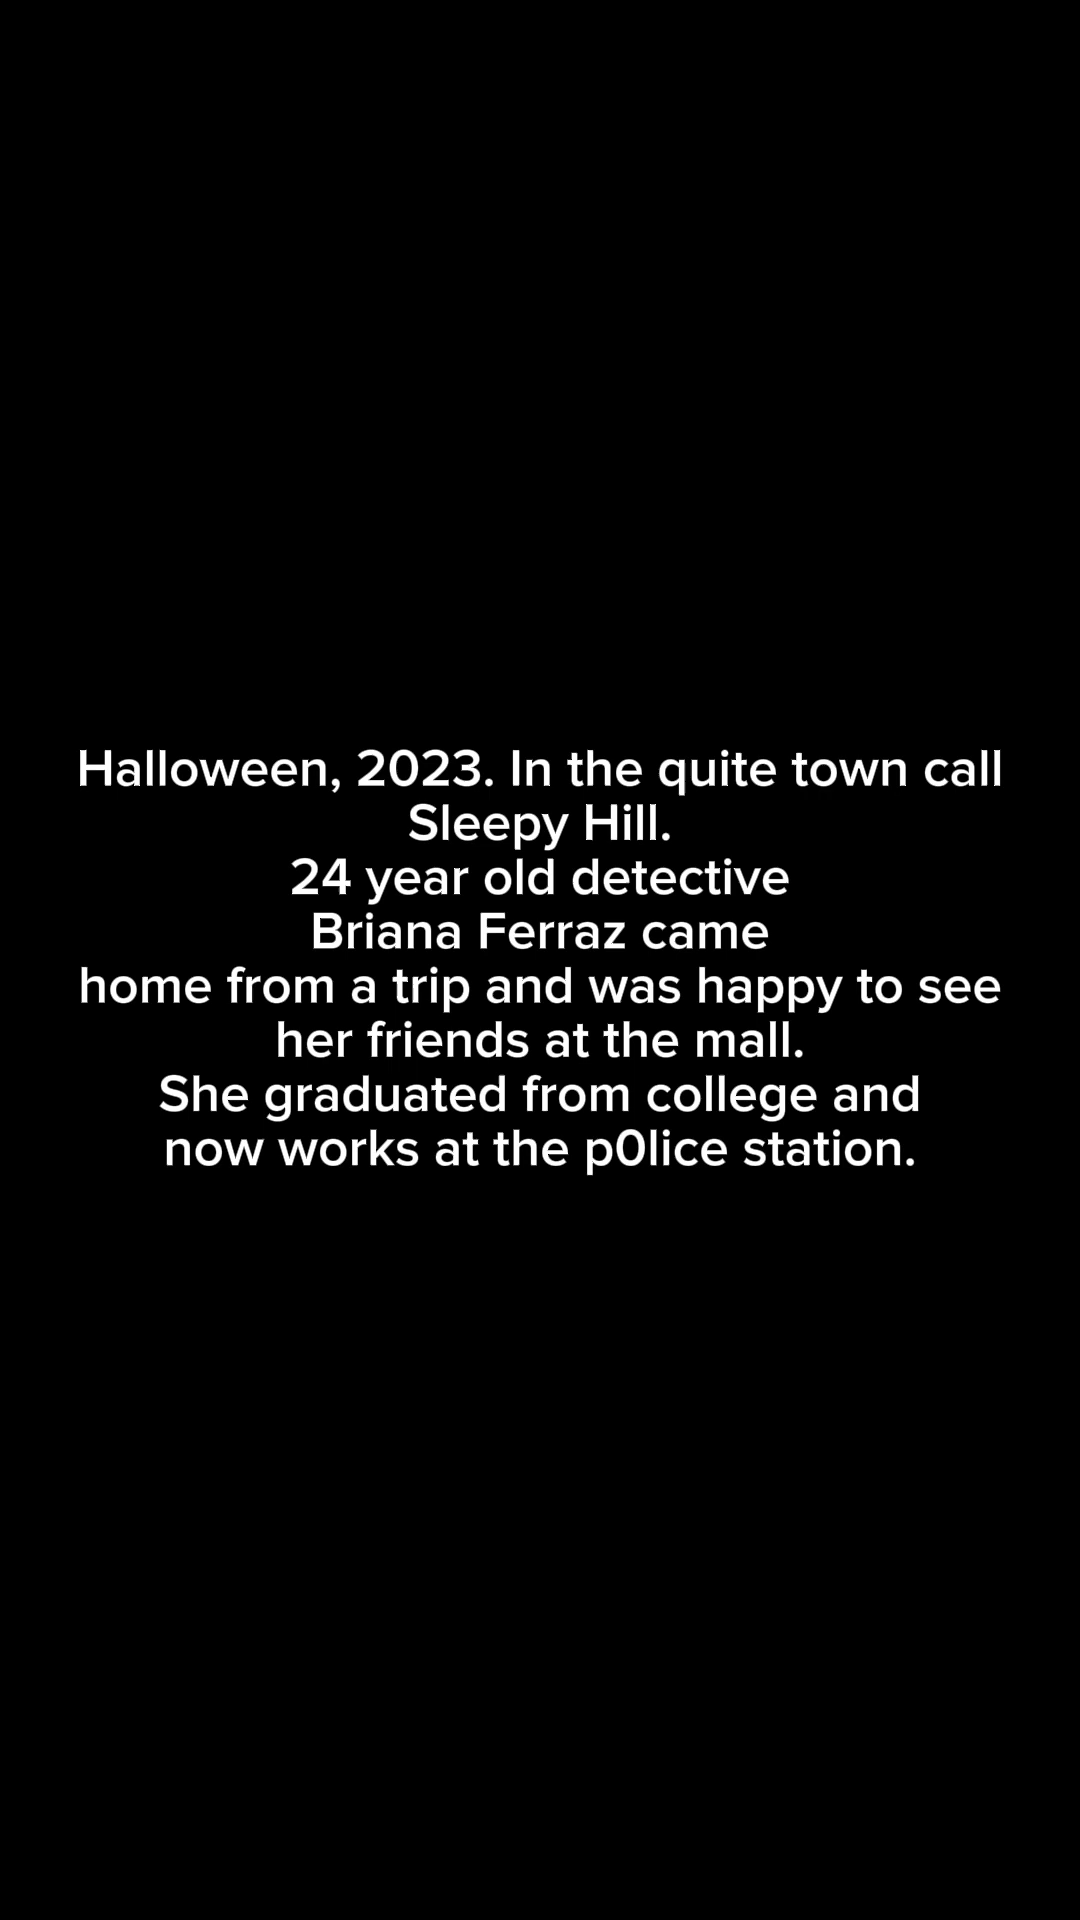 Halloween, 2023. In the quite town call
Sleepy Hill.
24 year old detective
Briana Ferraz came
home from a trip and was happy to see
her friends at the mall.
She graduated from college and
now works at the p0lice station.